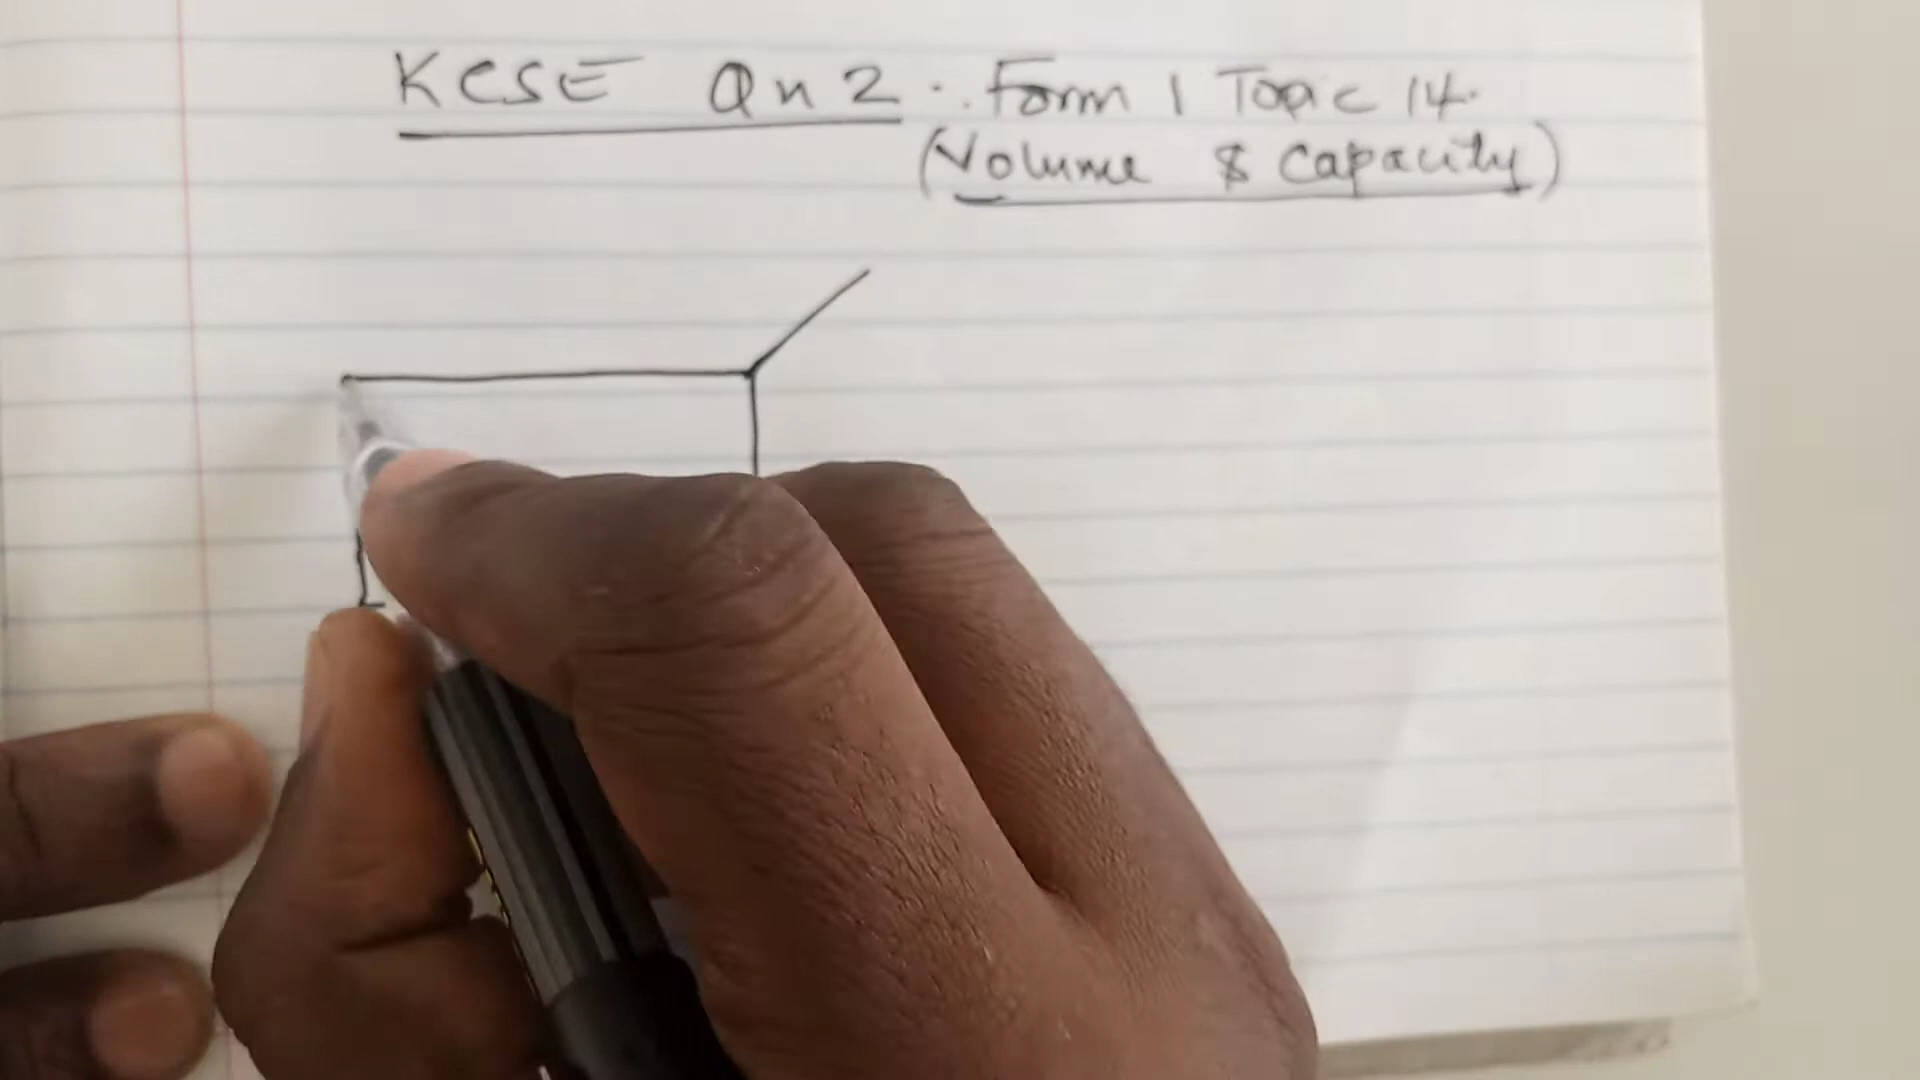 KCSE Qn 2. . Form 1 Topic 14.
(Volume & Capacity)